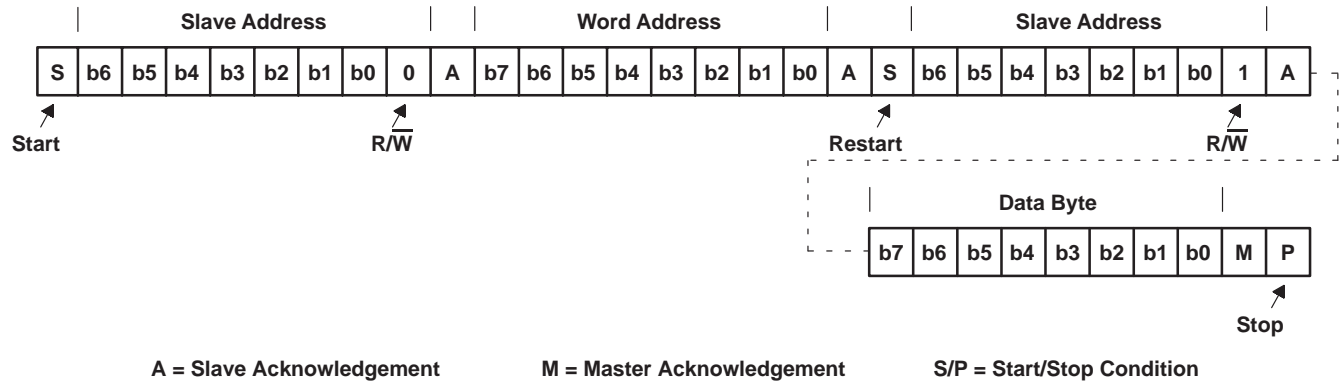 Slave Address Word Address Slave Address
S b6 b5 b4 b3 b2 b1 b0 0 A b7 b6 b5 b4 b3 b2 b1 b0 A S b6 b5 b4 b3 b2 b1 b0 1 A
Start R/W̅ Restart R/W̅
Data Byte
b7 b6 b5 b4 b3 b2 b1 b0 M P
Stop
A = Slave Acknowledgement M = Master Acknowledgement S/P = Start/Stop Condition